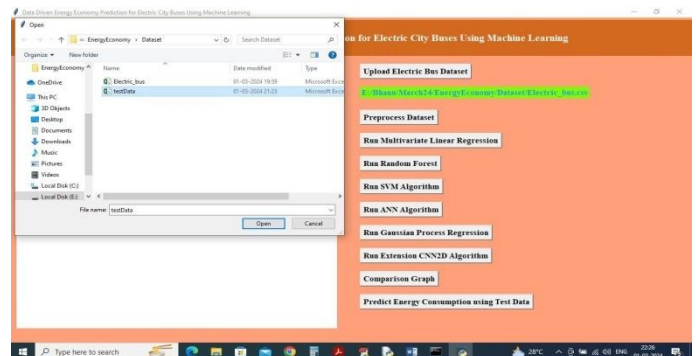 Data Driven Energy Economy Prediction for Electric City Buses Using Machine Learning
Open
EnergyEconomy > Dataset
Search Dataset
Organize
New folder
Name
Date modified
Type
EnergyEconomy
OneDrive
This PC
3D Objects
Desktop
Documents
Downloads
Music
Pictures
Videos
Local Disk (C:)
Local Disk (E:)
Electric_bus
01-03-2024 19:59
Microsoft Exce
testData
01-03-2024 21:23
Microsoft Exce
File name:
testData
Open
Cancel
on for Electric City Buses Using Machine Learning
Upload Electric Bus Dataset
E:/Bhanu/March24/EnergyEconomy/Dataset/Electric_bus.csv
Preprocess Dataset
Run Multivariate Linear Regression
Run Random Forest
Run SVM Algorithm
Run ANN Algorithm
Run Gaussian Process Regression
Run Extension CNN2D Algorithm
Comparison Graph
Predict Energy Consumption using Test Data
Type here to search
28°C
ENG
22:26
01-03-2024